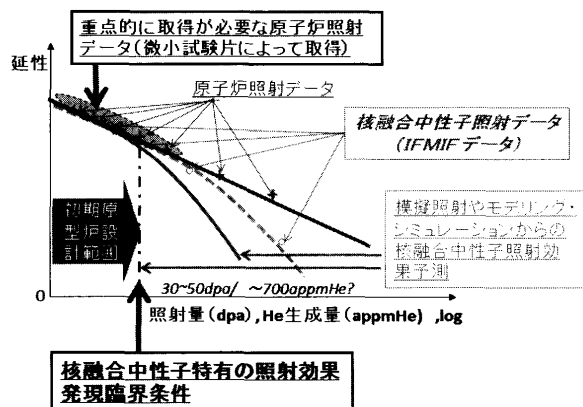 重点的に取得が必要な原子炉照射
データ(微小試験片によって取得)
延性
原子炉照射データ
核融合中性子照射データ
(IFMIFデータ)
初期原
型炉設
計範囲
模擬照射やモデリング・
シミュレーションからの
核融合中性子照射効
果予測
0
30~50dpa/ ~700appmHe?
照射量(dpa),He生成量(appmHe) ,log
核融合中性子特有の照射効果
発現臨界条件